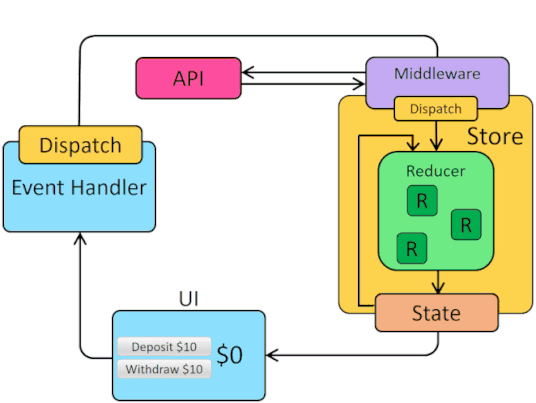 Middleware
API
Dispatch
Store
Dispatch
Event Handler
Reducer
R
R
R
UI
State
Deposit $10
$0
Withdraw $10